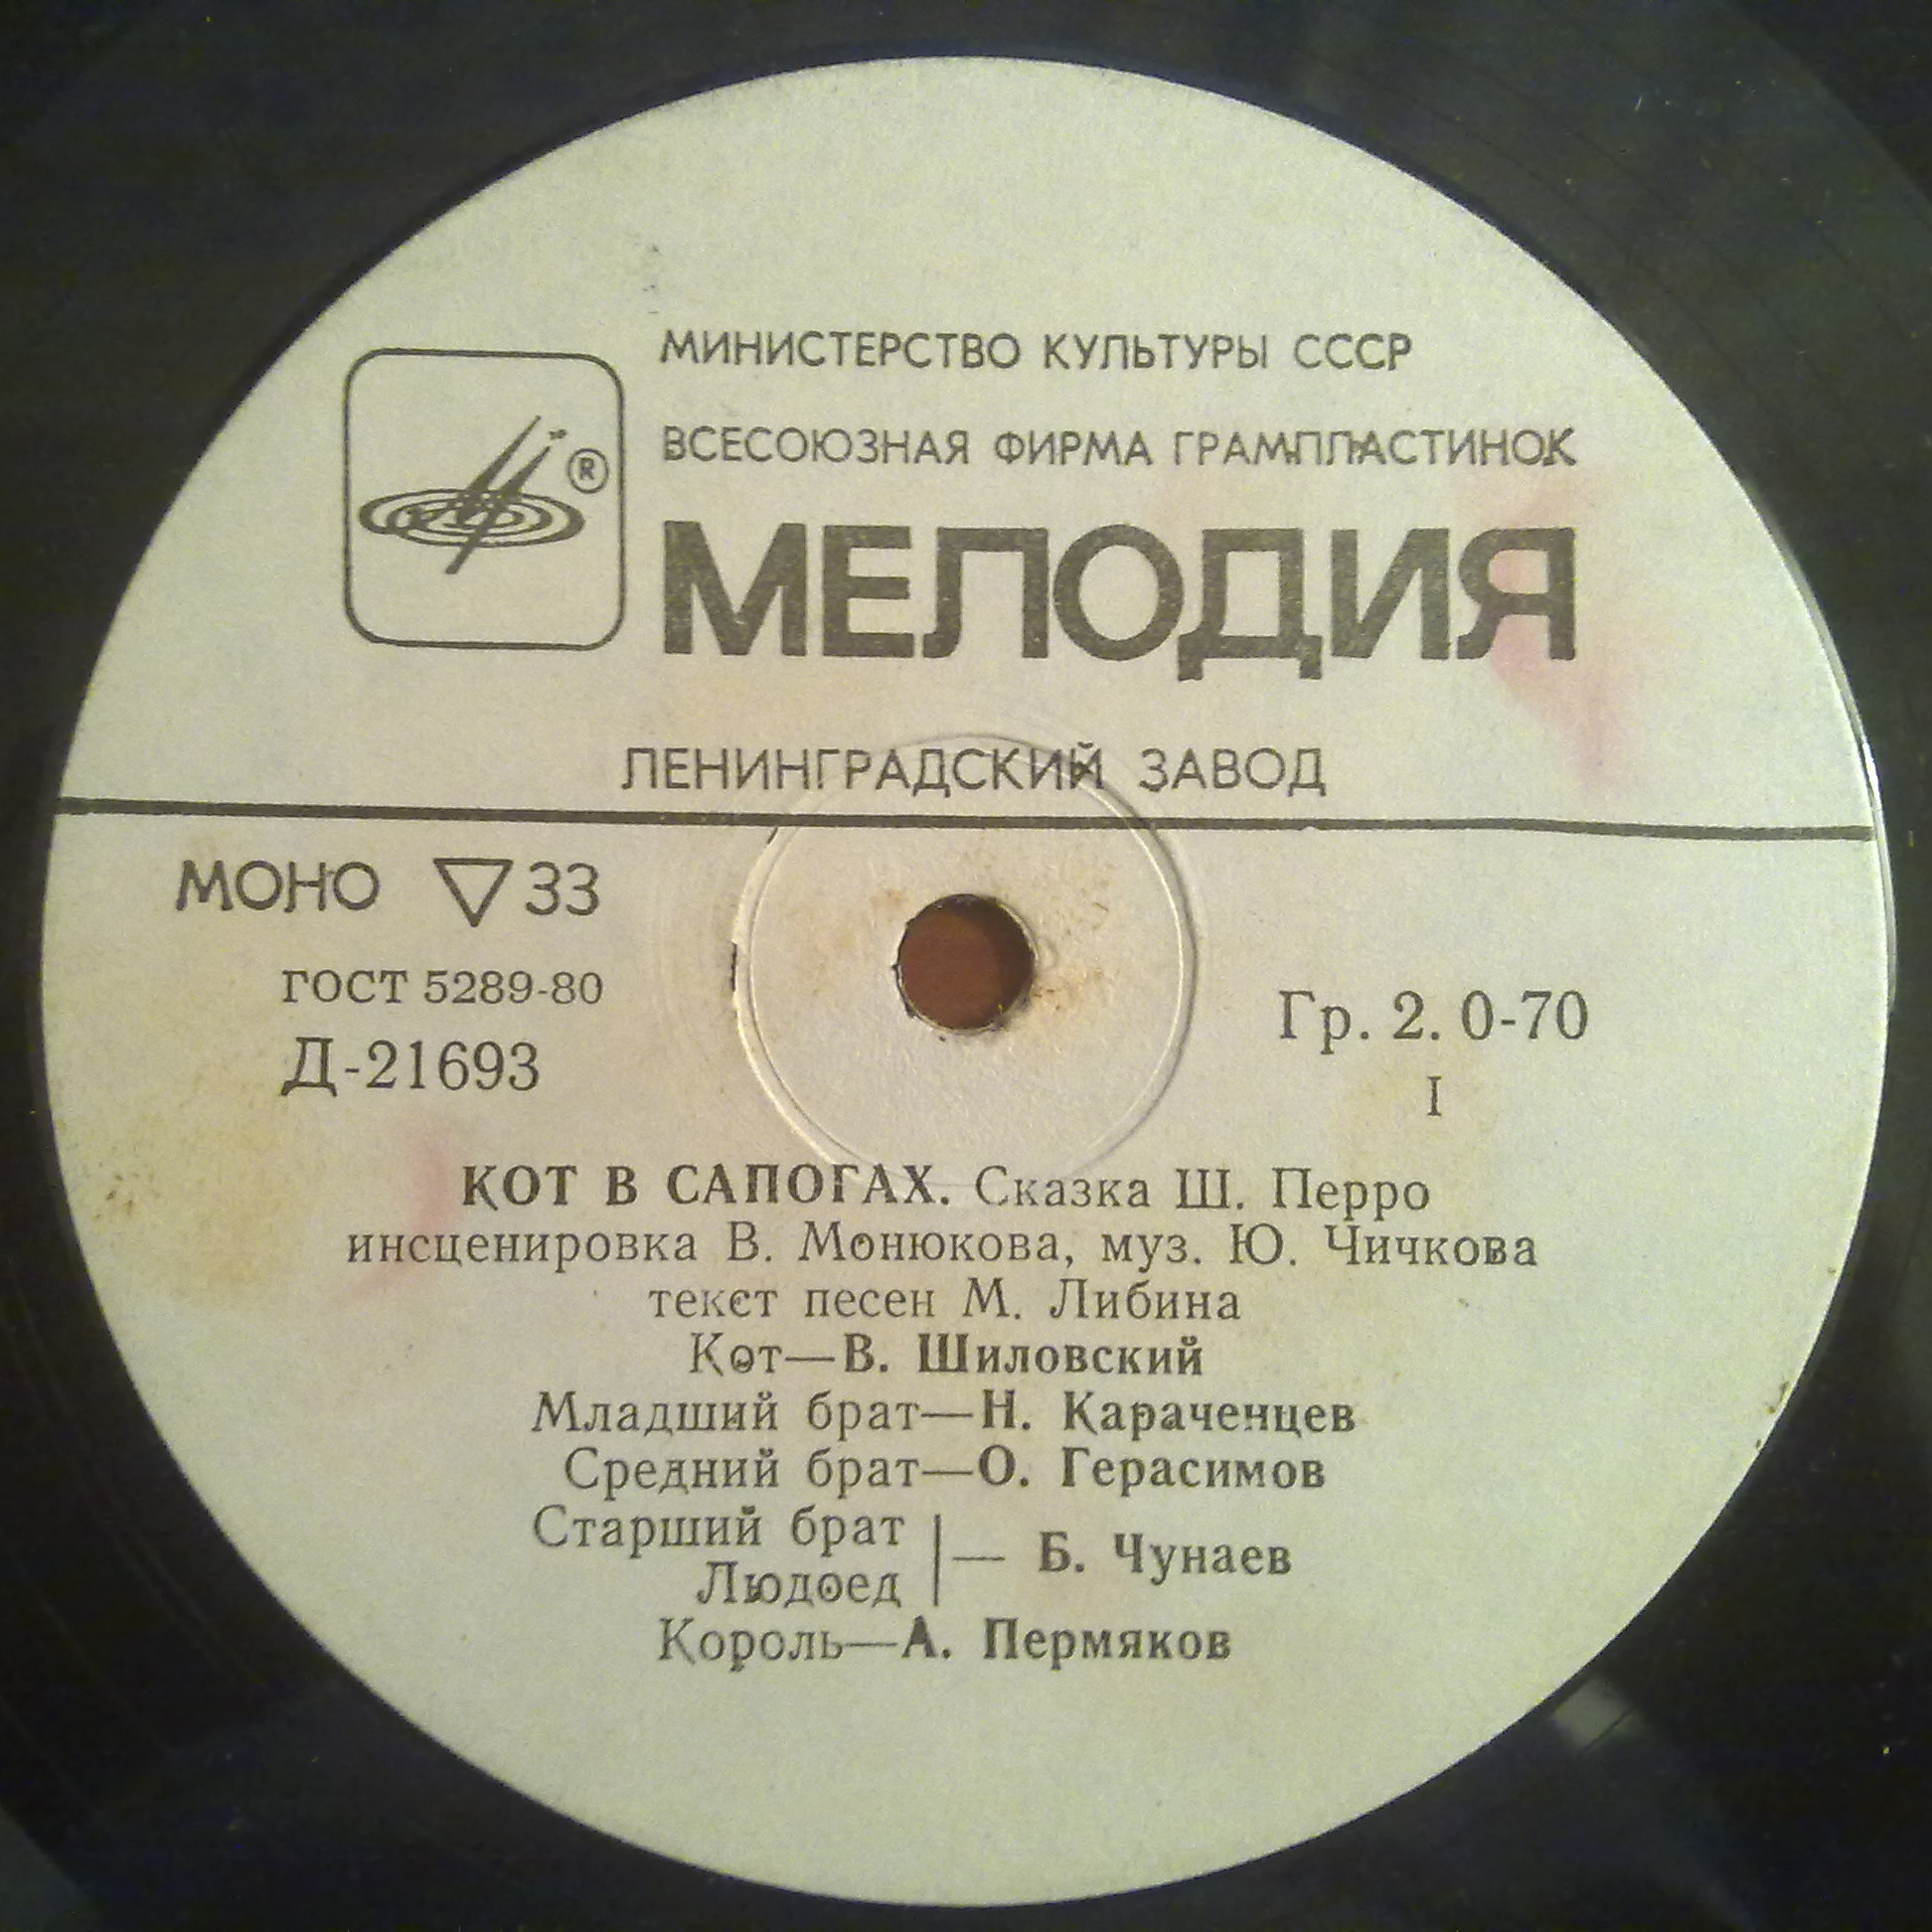 МИНИСТЕРСТВО КУЛЬТУРЫ СССР
ВСЕСОЮЗНАЯ ФИРМА ГРАМПЛАСТИНОК
®
МЕЛОДИЯ
ЛЕНИНГРАДСКИЙ ЗАВОД
МОНО ▽33
ГОСТ 5289-80
Д-21693
Гр. 2. 0-70
I
КОТ В САПОГАХ. Сказка Ш. Перро
инсценировка В. Монюкова, муз. Ю. Чичкова
текст песен М. Либина
Кот—В. Шиловский
Младший брат—Н. Караченцев
Средний брат—О. Герасимов
Старший брат
Людоед
— Б. Чунаев
Король—А. Пермяков